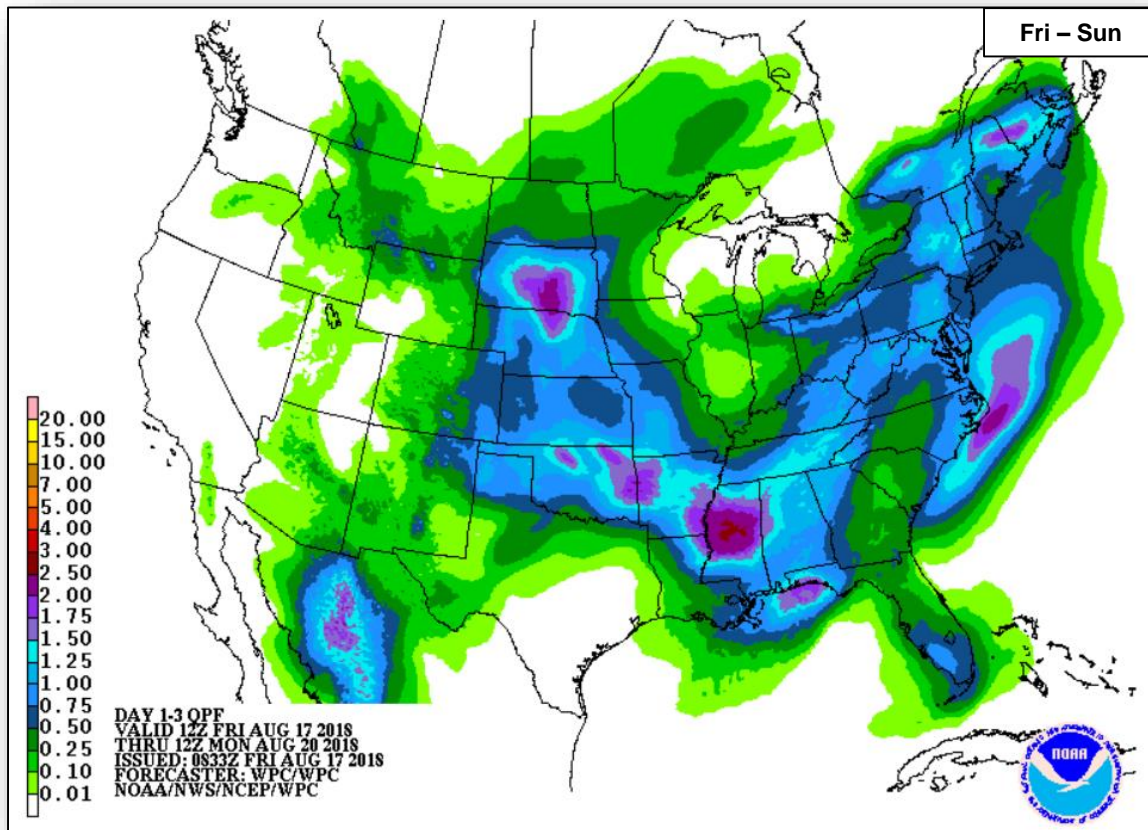 Fri – Sun
20.00
15.00
10.00
7.00
5.00
4.00
3.00
2.50
2.00
1.75
1.50
1.25
1.00
0.75
0.50
0.25
0.10
0.01
DAY 1-3 QPF
VALID 12Z FRI AUG 17 2018
THRU 12Z MON AUG 20 2018
ISSUED: 0833Z FRI AUG 17 2018
FORECASTER: WPC/WPC
NOAA/NWS/NCEP/WPC
NOAA